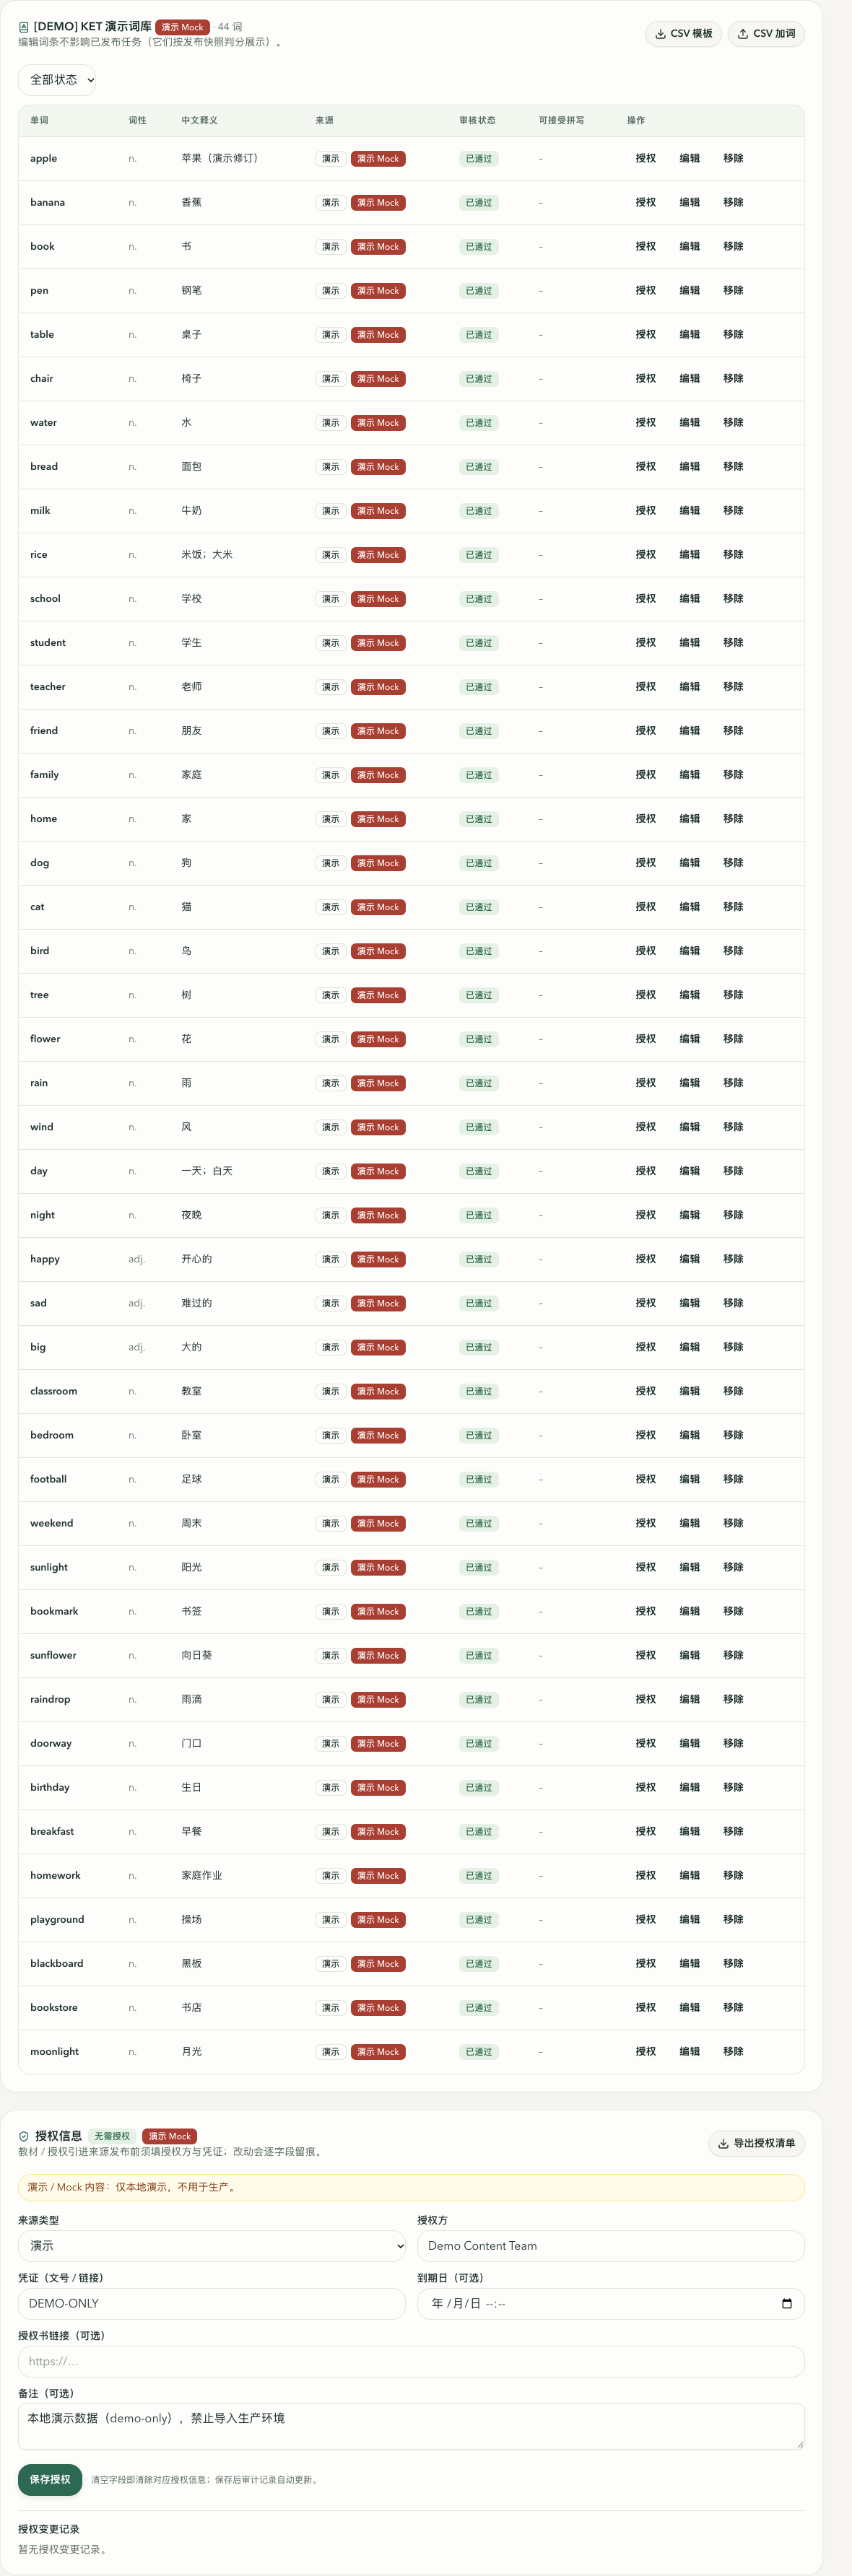 [DEMO] KET 演示词库 演示 Mock · 44 词
编辑词条不影响已发布任务（它们按发布快照判分展示）。
CSV 模板 CSV 加词
全部状态
单词 词性 中文释义 来源 审核状态 可接受拼写 操作
apple n. 苹果（演示修订） 演示 演示 Mock 已通过 – 授权 编辑 移除
banana n. 香蕉 演示 演示 Mock 已通过 – 授权 编辑 移除
book n. 书 演示 演示 Mock 已通过 – 授权 编辑 移除
pen n. 钢笔 演示 演示 Mock 已通过 – 授权 编辑 移除
table n. 桌子 演示 演示 Mock 已通过 – 授权 编辑 移除
chair n. 椅子 演示 演示 Mock 已通过 – 授权 编辑 移除
water n. 水 演示 演示 Mock 已通过 – 授权 编辑 移除
bread n. 面包 演示 演示 Mock 已通过 – 授权 编辑 移除
milk n. 牛奶 演示 演示 Mock 已通过 – 授权 编辑 移除
rice n. 米饭；大米 演示 演示 Mock 已通过 – 授权 编辑 移除
school n. 学校 演示 演示 Mock 已通过 – 授权 编辑 移除
student n. 学生 演示 演示 Mock 已通过 – 授权 编辑 移除
teacher n. 老师 演示 演示 Mock 已通过 – 授权 编辑 移除
friend n. 朋友 演示 演示 Mock 已通过 – 授权 编辑 移除
family n. 家庭 演示 演示 Mock 已通过 – 授权 编辑 移除
home n. 家 演示 演示 Mock 已通过 – 授权 编辑 移除
dog n. 狗 演示 演示 Mock 已通过 – 授权 编辑 移除
cat n. 猫 演示 演示 Mock 已通过 – 授权 编辑 移除
bird n. 鸟 演示 演示 Mock 已通过 – 授权 编辑 移除
tree n. 树 演示 演示 Mock 已通过 – 授权 编辑 移除
flower n. 花 演示 演示 Mock 已通过 – 授权 编辑 移除
rain n. 雨 演示 演示 Mock 已通过 – 授权 编辑 移除
wind n. 风 演示 演示 Mock 已通过 – 授权 编辑 移除
day n. 一天；白天 演示 演示 Mock 已通过 – 授权 编辑 移除
night n. 夜晚 演示 演示 Mock 已通过 – 授权 编辑 移除
happy adj. 开心的 演示 演示 Mock 已通过 – 授权 编辑 移除
sad adj. 难过的 演示 演示 Mock 已通过 – 授权 编辑 移除
big adj. 大的 演示 演示 Mock 已通过 – 授权 编辑 移除
classroom n. 教室 演示 演示 Mock 已通过 – 授权 编辑 移除
bedroom n. 卧室 演示 演示 Mock 已通过 – 授权 编辑 移除
football n. 足球 演示 演示 Mock 已通过 – 授权 编辑 移除
weekend n. 周末 演示 演示 Mock 已通过 – 授权 编辑 移除
sunlight n. 阳光 演示 演示 Mock 已通过 – 授权 编辑 移除
bookmark n. 书签 演示 演示 Mock 已通过 – 授权 编辑 移除
sunflower n. 向日葵 演示 演示 Mock 已通过 – 授权 编辑 移除
raindrop n. 雨滴 演示 演示 Mock 已通过 – 授权 编辑 移除
doorway n. 门口 演示 演示 Mock 已通过 – 授权 编辑 移除
birthday n. 生日 演示 演示 Mock 已通过 – 授权 编辑 移除
breakfast n. 早餐 演示 演示 Mock 已通过 – 授权 编辑 移除
homework n. 家庭作业 演示 演示 Mock 已通过 – 授权 编辑 移除
playground n. 操场 演示 演示 Mock 已通过 – 授权 编辑 移除
blackboard n. 黑板 演示 演示 Mock 已通过 – 授权 编辑 移除
bookstore n. 书店 演示 演示 Mock 已通过 – 授权 编辑 移除
moonlight n. 月光 演示 演示 Mock 已通过 – 授权 编辑 移除
授权信息 无需授权 演示 Mock
教材 / 授权引进来源发布前须填授权方与凭证；改动会逐字段留痕。
导出授权清单
演示 / Mock 内容：仅本地演示，不用于生产。
来源类型 授权方
演示 Demo Content Team
凭证（文号 / 链接） 到期日（可选）
DEMO-ONLY 年 /月/日 --:--
授权书链接（可选）
https://…
备注（可选）
本地演示数据（demo-only），禁止导入生产环境
保存授权 清空字段即清除对应授权信息；保存后审计记录自动更新。
授权变更记录
暂无授权变更记录。